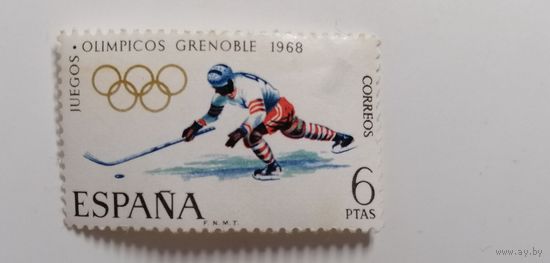 JUEGOS • OLIMPICOS GRENOBLE 1968
CORREOS
ESPAÑA
6
PTAS
F.N.M.T.
www.ay.by